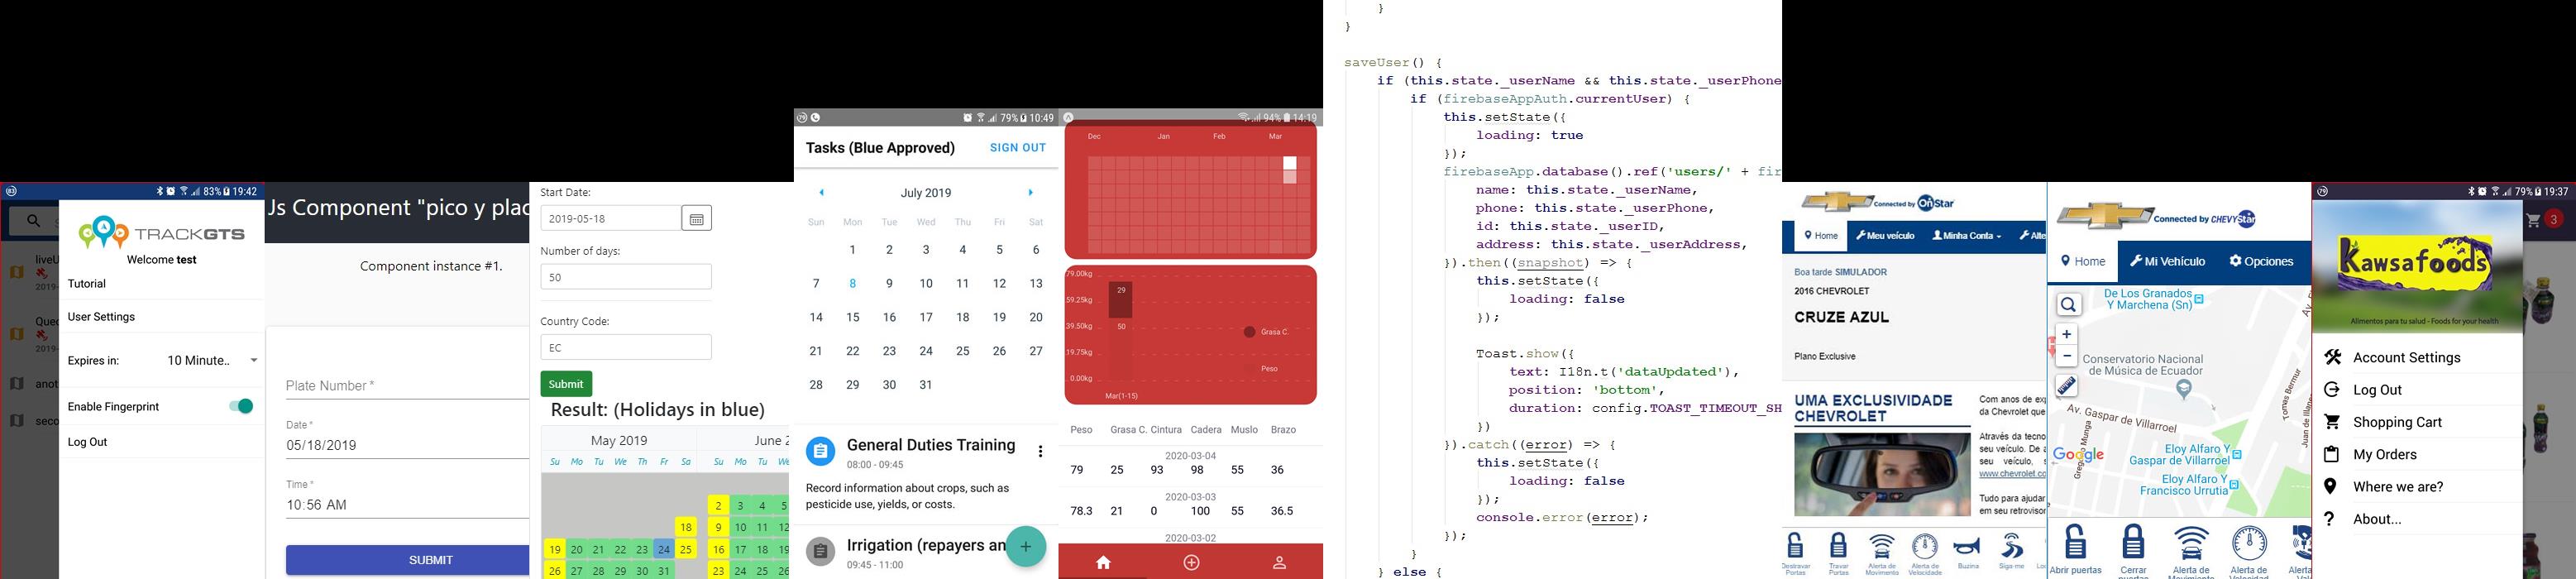 83% 19:42
TRACKGTS
Welcome test
Tutorial
User Settings
Expires in: 10 Minute..
Enable Fingerprint
Log Out
Js Component "pico y plac
Component instance #1.
Plate Number *
Date *
05/18/2019
Time *
10:56 AM
SUBMIT
Start Date:
2019-05-18
Number of days:
50
Country Code:
EC
Submit
Result: (Holidays in blue)
May 2019 June 2
Su Mo Tu We Th Fr Sa Su Mo Tu We
2 3 4 5
18 9 10 11 12
19 20 21 22 23 24 25 16 17 18 19
26 27 28 29 30 31 23 24 25 26
79% 10:49
Tasks (Blue Approved) SIGN OUT
July 2019
Sun Mon Tue Wed Thu Fri Sat
1 2 3 4 5 6
7 8 9 10 11 12 13
14 15 16 17 18 19 20
21 22 23 24 25 26 27
28 29 30 31
General Duties Training
08:00 - 09:45
Record information about crops, such as
pesticide use, yields, or costs.
Irrigation (repayers an
09:45 - 11:00
94% 14:19
Dec Jan Feb Mar
79.00kg
59.25kg
39.50kg
19.75kg
0.00kg
29
50
Grasa C.
Peso
Mar(1-15)
Peso Grasa C. Cintura Cadera Muslo Brazo
2020-03-04
79 25 93 98 55 36
2020-03-03
78.3 21 0 100 55 36.5
2020-03-02
}
}
saveUser() {
if (this.state._userName && this.state._userPhone
if (firebaseAppAuth.currentUser) {
this.setState({
loading: true
});
firebaseApp.database().ref('users/' + fir
name: this.state._userName,
phone: this.state._userPhone,
id: this.state._userID,
address: this.state._userAddress,
}).then((snapshot) => {
this.setState({
loading: false
});
Toast.show({
text: I18n.t('dataUpdated'),
position: 'bottom',
duration: config.TOAST_TIMEOUT_SH
})
}).catch((error) => {
this.setState({
loading: false
});
console.error(error);
});
}
} else {
Connected by OnStar
Home Meu veículo Minha Conta Alte
Boa tarde SIMULADOR
2016 CHEVROLET
CRUZE AZUL
Plano Exclusive
UMA EXCLUSIVIDADE
CHEVROLET
Com anos de exp
da Chevrolet que
Através da tecno
seu veículo. De a
seu veículo, s
www.chevrolet.co
Tudo para ajudar
em seu retrovisor
Destravar Portas
Travar Portas
Alerta de Movimento
Alerta de Velocidade
Buzina
Siga me
Connected by CHEVYStar
Home Mi Vehículo Opciones
De Los Granados
Y Marchena (Sn)
Conservatorio Nacional
de Música de Ecuador
Av. Gaspar de Villarroel
Google
Eloy Alfaro Y
Gaspar de Villarroel
Eloy Alfaro Y
Francisco Urrutia
Tomas Bermur
Abrir puertas
Cerrar puertas
Alerta de Movimiento
Alerta de Velocidad
Alerta
79% 19:37
3
Kawsafoods
Alimentos para tu salud - Foods for your health
Account Settings
Log Out
Shopping Cart
My Orders
Where we are?
About...